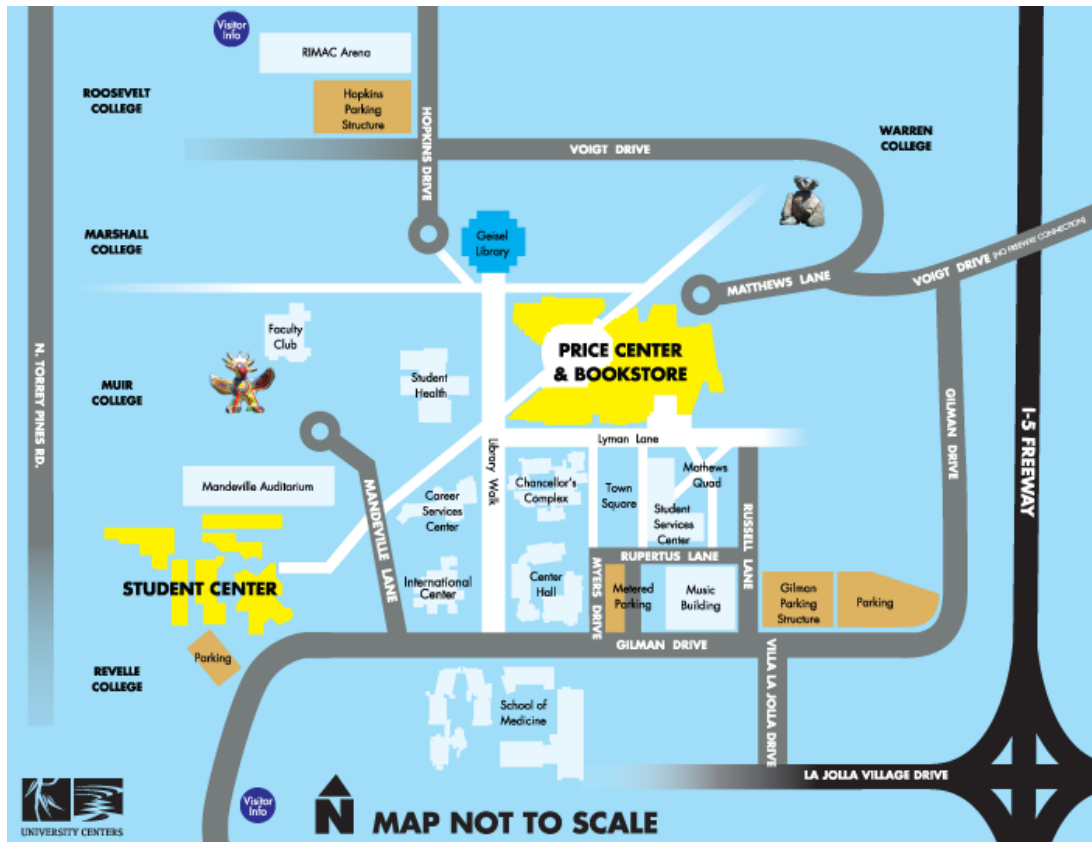 Visitor
Info
RIMAC Arena
ROOSEVELT
COLLEGE
Hopkins
Parking
Structure
HOPKINS DRIVE
VOIGT DRIVE
WARREN
COLLEGE
MARSHALL
COLLEGE
Geisel
Library
MATTHEWS LANE
VOIGT DRIVE (NO FREEWAY CONNECTION)
N. TORREY PINES RD.
Faculty
Club
MUIR
COLLEGE
Student
Health
PRICE CENTER
& BOOKSTORE
GILMAN DRIVE
I-5 FREEWAY
Library Walk
Lyman Lane
Mandeville Auditorium
MANDEVILLE LANE
Career
Services
Center
Chancellor's
Complex
Town
Square
Mathews
Quad
Student
Services
Center
RUSSELL LANE
STUDENT CENTER
International
Center
Center
Hall
MYERS DRIVE
RUPERTUS LANE
Metered
Parking
Music
Building
Gilman
Parking
Structure
Parking
Parking
REVELLE
COLLEGE
GILMAN DRIVE
VILLA LA JOLLA DRIVE
School of
Medicine
LA JOLLA VILLAGE DRIVE
UNIVERSITY CENTERS
Visitor
Info
N
MAP NOT TO SCALE